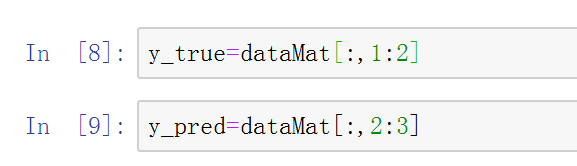 In [8]: y_true=dataMat[:,1:2]
In [9]: y_pred=dataMat[:,2:3]